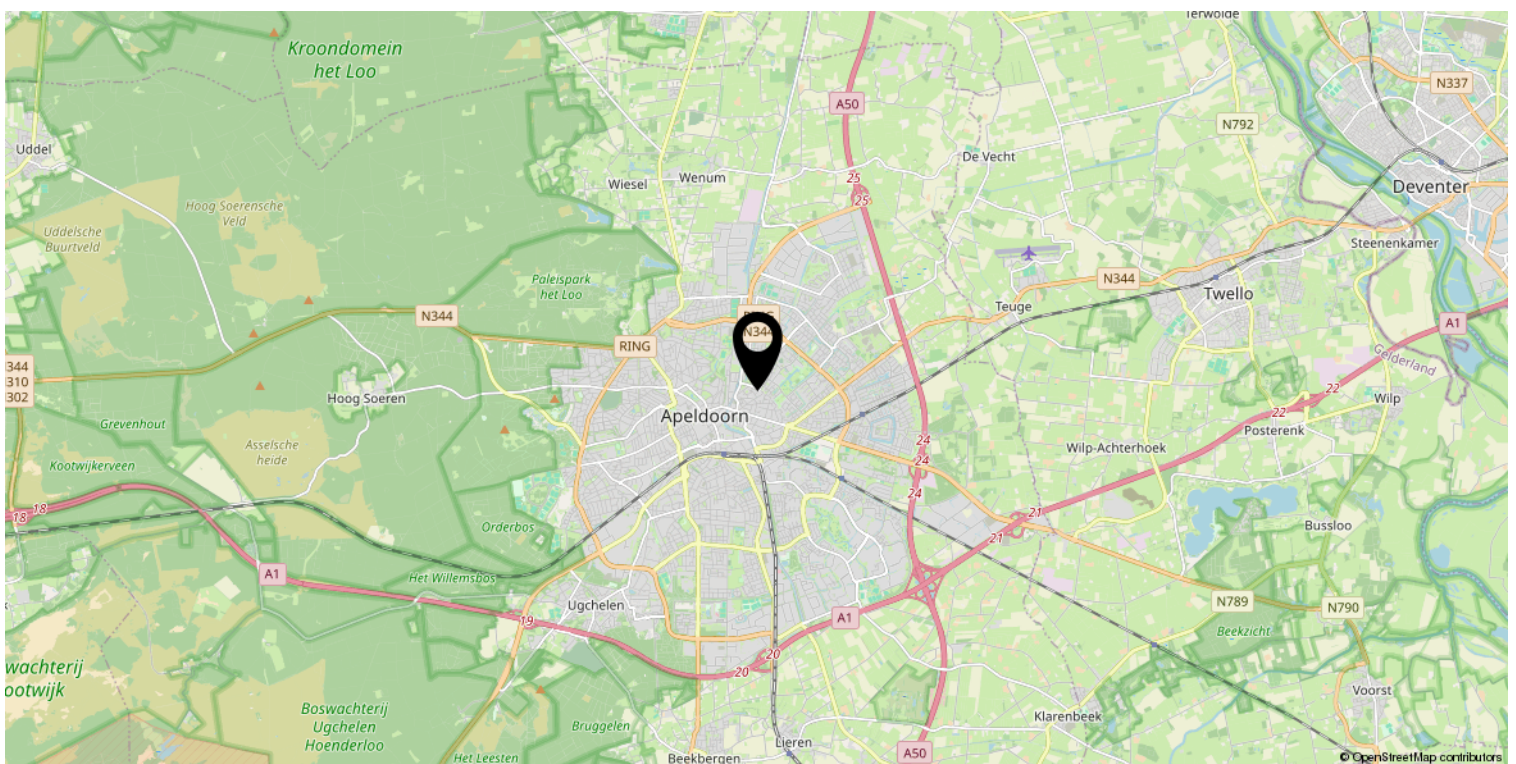 Terwolde
Kroondomein
het Loo
N337
A50
N792
Uddel
De Vecht
25
Wiesel
Wenum
Deventer
25
Hoog Soerensche
Veld
Uddelsche
Buurtveld
Steenenkamer
Paleispark
het Loo
N344
Twello
Teuge
N344
A1
N344
RING
Gelderland
344
310
302
22
Hoog Soeren
Wilp
22
Apeldoorn
Grevenhout
Posterenk
24
Asselsche
heide
Wilp-Achterhoek
Kootwijkerveen
24
24
18
18
21
Orderbos
Bussloo
21
A1
Het Willemsbos
Ugchelen
N789
N790
19
A1
Beekzicht
20
wachterij
ootwijk
20
Voorst
Boswachterij
Ugchelen
Hoenderloo
Klarenbeek
Bruggelen
Lieren
A50
Het Leesten
Beekbergen
© OpenStreetMap contributors